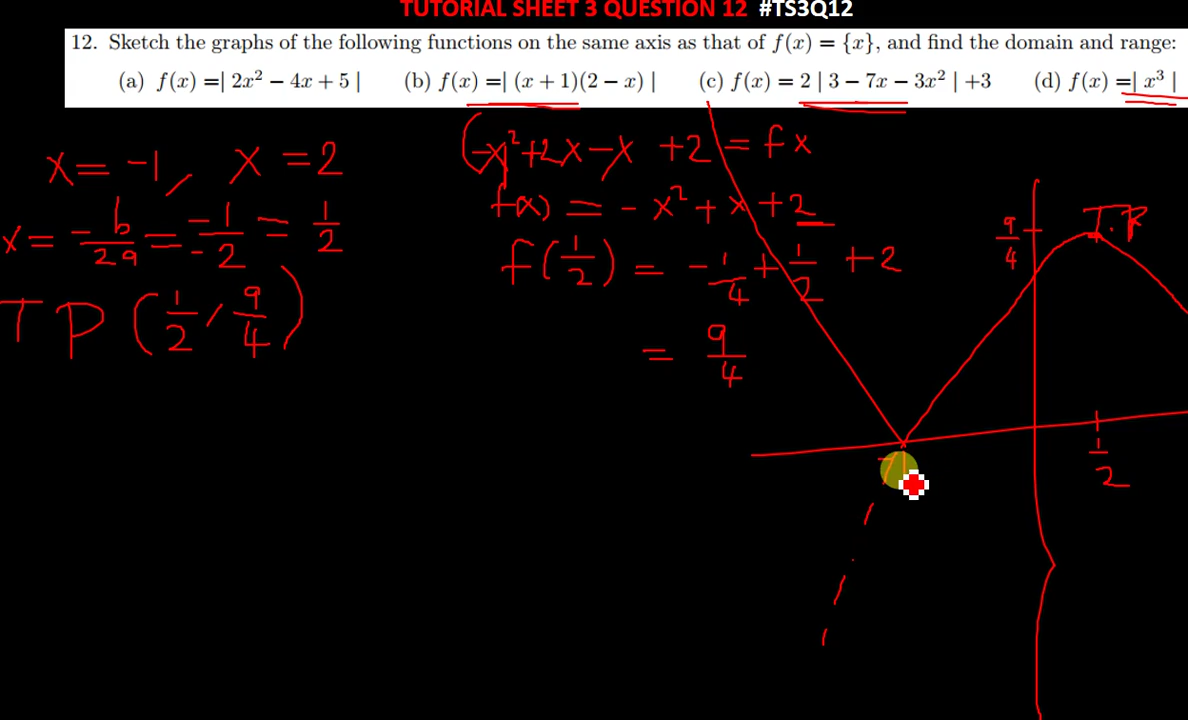 TUTORIAL SHEET 3 QUESTION 12 #TS3Q12
12. Sketch the graphs of the following functions on the same axis as that of f(x) = {x}, and find the domain and range:
(a) f(x) =| 2x² − 4x + 5 | (b) f(x) =| (x + 1)(2 − x) | (c) f(x) = 2 | 3 − 7x − 3x² | +3 (d) f(x) =| x³ |
x = -1, x = 2
(-x²+2x-x +2 = fx
f(x) = - x² + x + 2
x = -b/2a = -1/-2 = 1/2
f(1/2) = -1/4 + 1/2 + 2
TP (1/2, 9/4)
= 9/4
9/4
T.P
-1
1/2